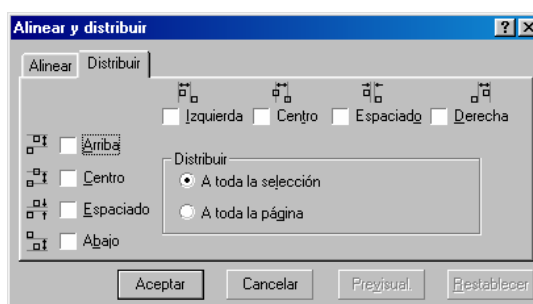 Alinear y distribuir
Alinear Distribuir
Izquierda Centro Espaciado Derecha
Arriba
Centro
Espaciado
Abajo
Distribuir
A toda la selección
A toda la página
Aceptar Cancelar Previsual. Restablecer